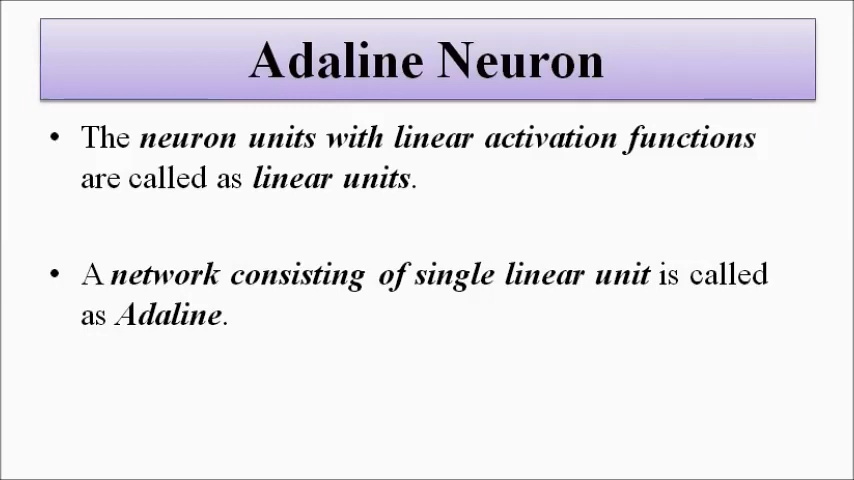 Adaline Neuron
• The neuron units with linear activation functions
are called as linear units.
• A network consisting of single linear unit is called
as Adaline.